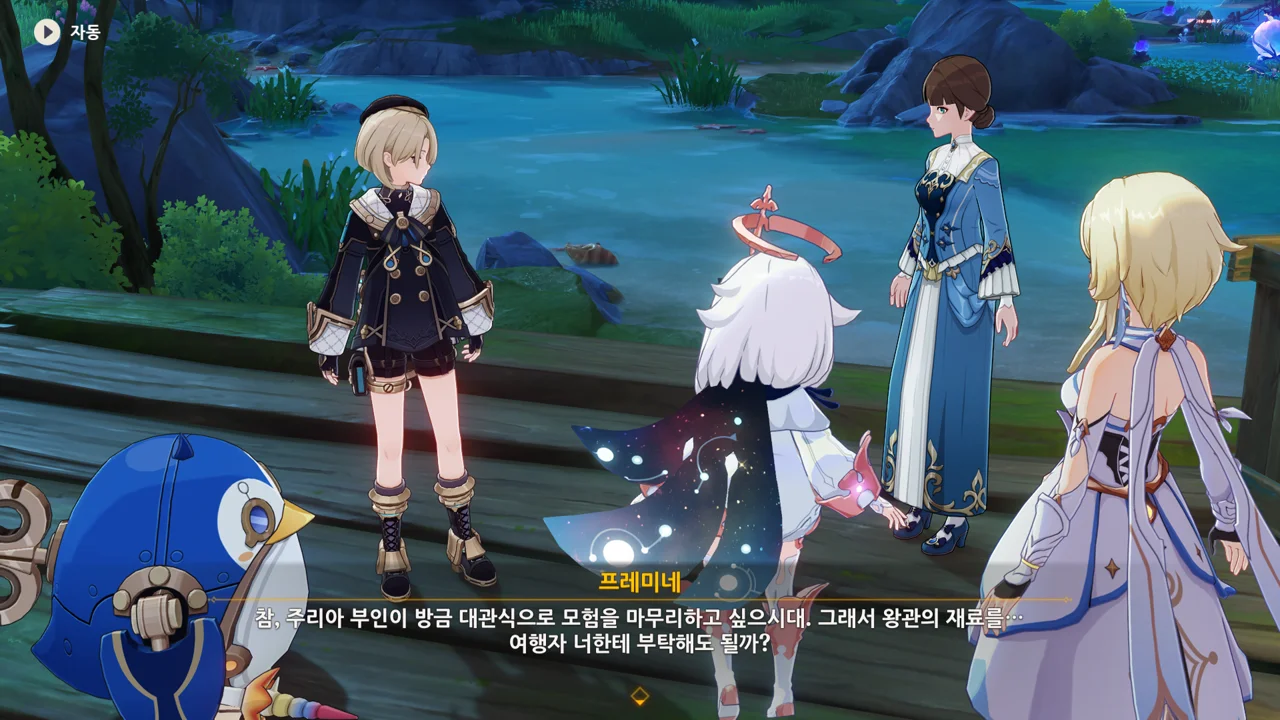 자동
프레미네
참, 주리아 부인이 방금 대관식으로 모험을 마무리하고 싶으시대. 그래서 왕관의 재료를…
여행자 너한테 부탁해도 될까?